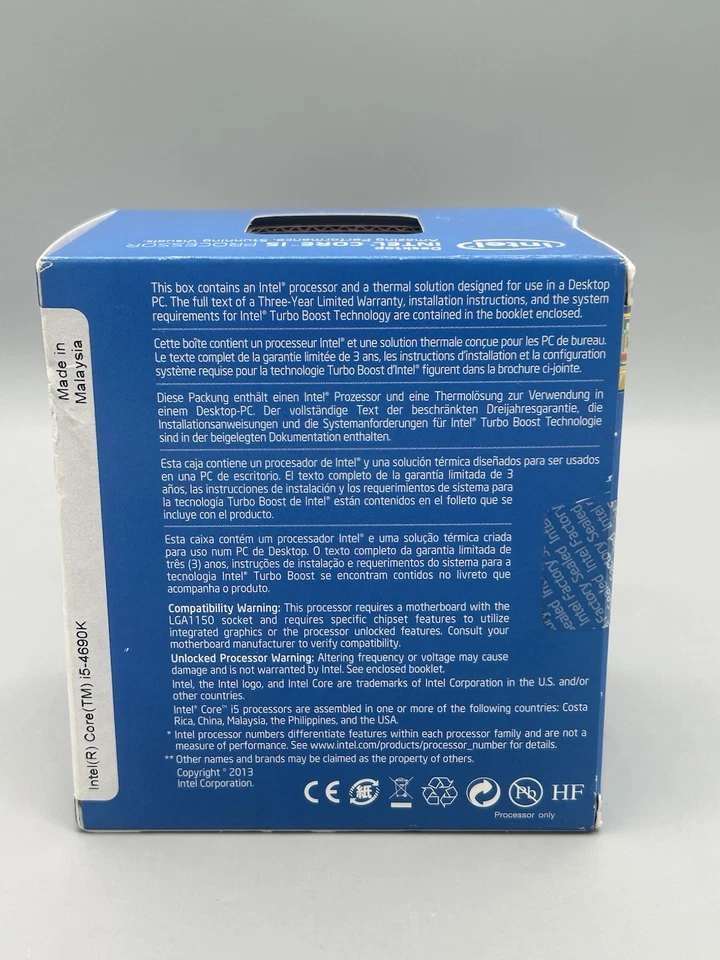 intel
Desktop
INTEL® CORE™ i5 PROCESSOR
Amazing Performance, Stunning Visuals.
This box contains an Intel® processor and a thermal solution designed for use in a Desktop
PC. The full text of a Three-Year Limited Warranty, installation instructions, and the system
requirements for Intel® Turbo Boost Technology are contained in the booklet enclosed.
Cette boîte contient un processeur Intel® et une solution thermale conçue pour les PC de bureau.
Le texte complet de la garantie limitée de 3 ans, les instructions d'installation et la configuration
système requise pour la technologie Turbo Boost d'Intel® figurent dans la brochure ci-jointe.
Diese Packung enthält einen Intel® Prozessor und eine Thermolösung zur Verwendung in
einem Desktop-PC. Der vollständige Text der beschränkten Dreijahresgarantie, die
Installationsanweisungen und die Systemanforderungen für Intel® Turbo Boost Technologie
sind in der beigelegten Dokumentation enthalten.
Esta caja contiene un procesador de Intel® y una solución térmica diseñados para ser usados
en una PC de escritorio. El texto completo de la garantía limitada de 3
años, las instrucciones de instalación y los requerimientos de sistema para
la tecnología Turbo Boost de Intel® están contenidos en el folleto que se
incluye con el producto.
Esta caixa contém um processador Intel® e uma solução térmica criada
para uso num PC de Desktop. O texto completo da garantia limitada de
três (3) anos, instruções de instalação e requerimentos do sistema para a
tecnologia Intel® Turbo Boost se encontram contidos no livreto que
acompanha o produto.
Compatibility Warning: This processor requires a motherboard with the
LGA1150 socket and requires specific chipset features to utilize
integrated graphics or the processor unlocked features. Consult your
motherboard manufacturer to verify compatibility.
Unlocked Processor Warning: Altering frequency or voltage may cause
damage and is not warranted by Intel. See enclosed booklet.
Intel, the Intel logo, and Intel Core are trademarks of Intel Corporation in the U.S. and/or
other countries.
Intel® Core™ i5 processors are assembled in one or more of the following countries: Costa
Rica, China, Malaysia, the Philippines, and the USA.
* Intel processor numbers differentiate features within each processor family and are not a
measure of performance. See www.intel.com/products/processor_number for details.
** Other names and brands may be claimed as the property of others.
Copyright © 2013
Intel Corporation.
CE 紙 Pb HF
Processor only
Made in
Malaysia
Intel(R) Core(TM) i5-4690K
Intel Factory Sealed